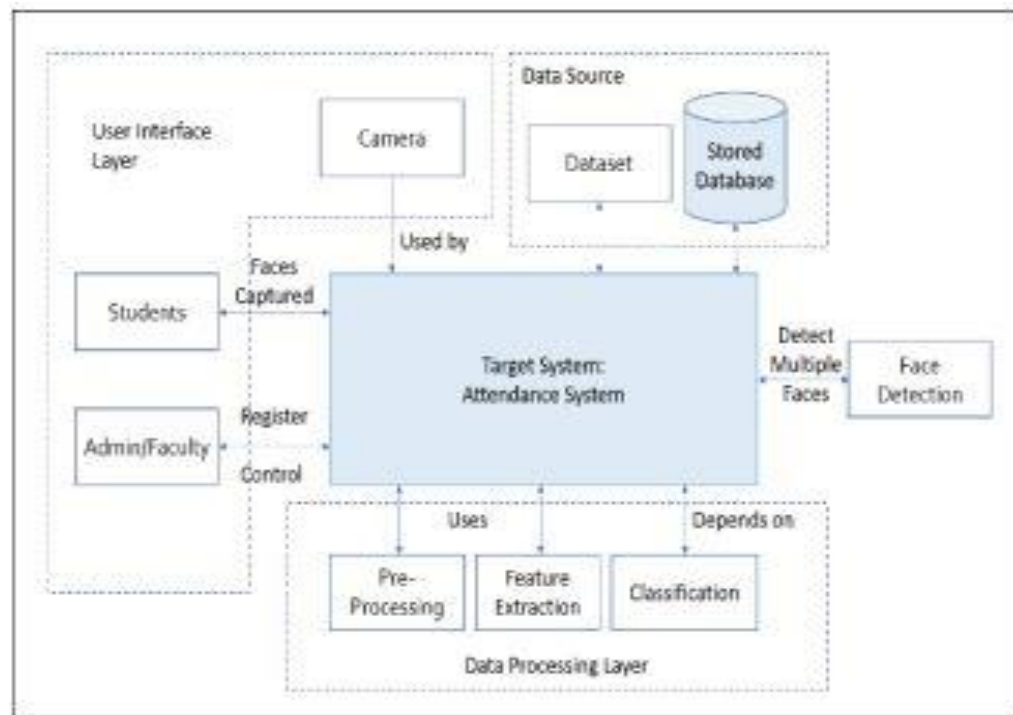 Data Source
User Interface
Layer
Camera
Dataset
Stored
Database
Used by
Faces
Captured
Students
Target System:
Attendance System
Detect
Multiple
Faces
Face
Detection
Register
Admin/Faculty
Control
Uses
Depends on
Pre-
Processing
Feature
Extraction
Classification
Data Processing Layer